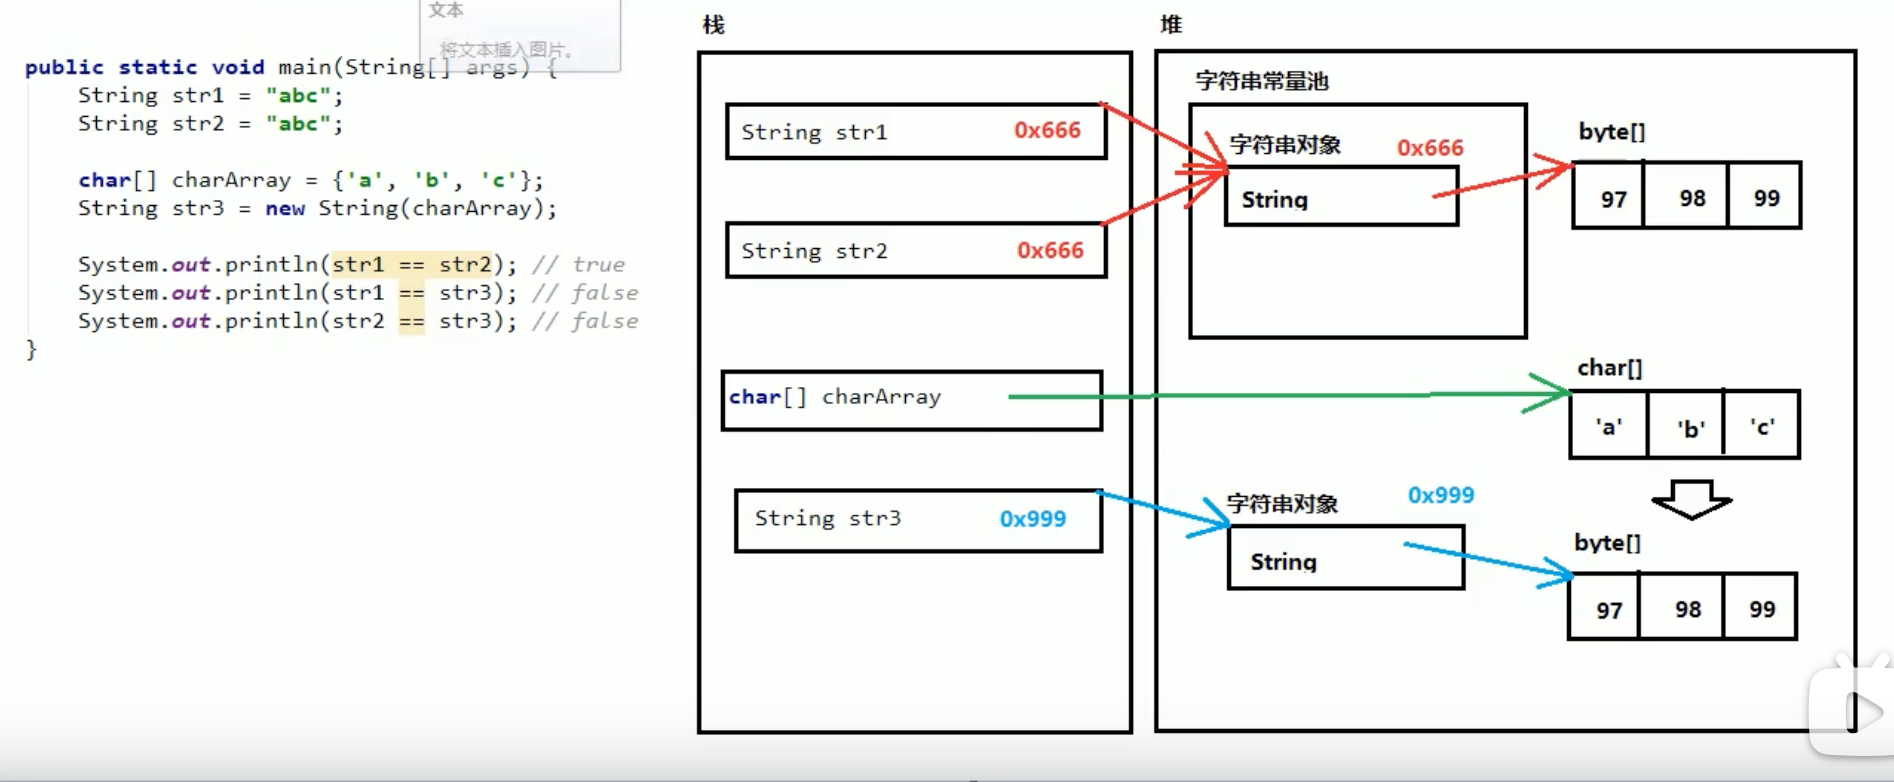 文本
将文本插入图片。
public static void main(String[] args) {
String str1 = "abc";
String str2 = "abc";
char[] charArray = {'a', 'b', 'c'};
String str3 = new String(charArray);
System.out.println(str1 == str2); // true
System.out.println(str1 == str3); // false
System.out.println(str2 == str3); // false
}
栈
String str1 0x666
String str2 0x666
char[] charArray
String str3 0x999
堆
字符串常量池
字符串对象 0x666
String
byte[]
97 98 99
char[]
'a' 'b' 'c'
字符串对象 0x999
String
byte[]
97 98 99